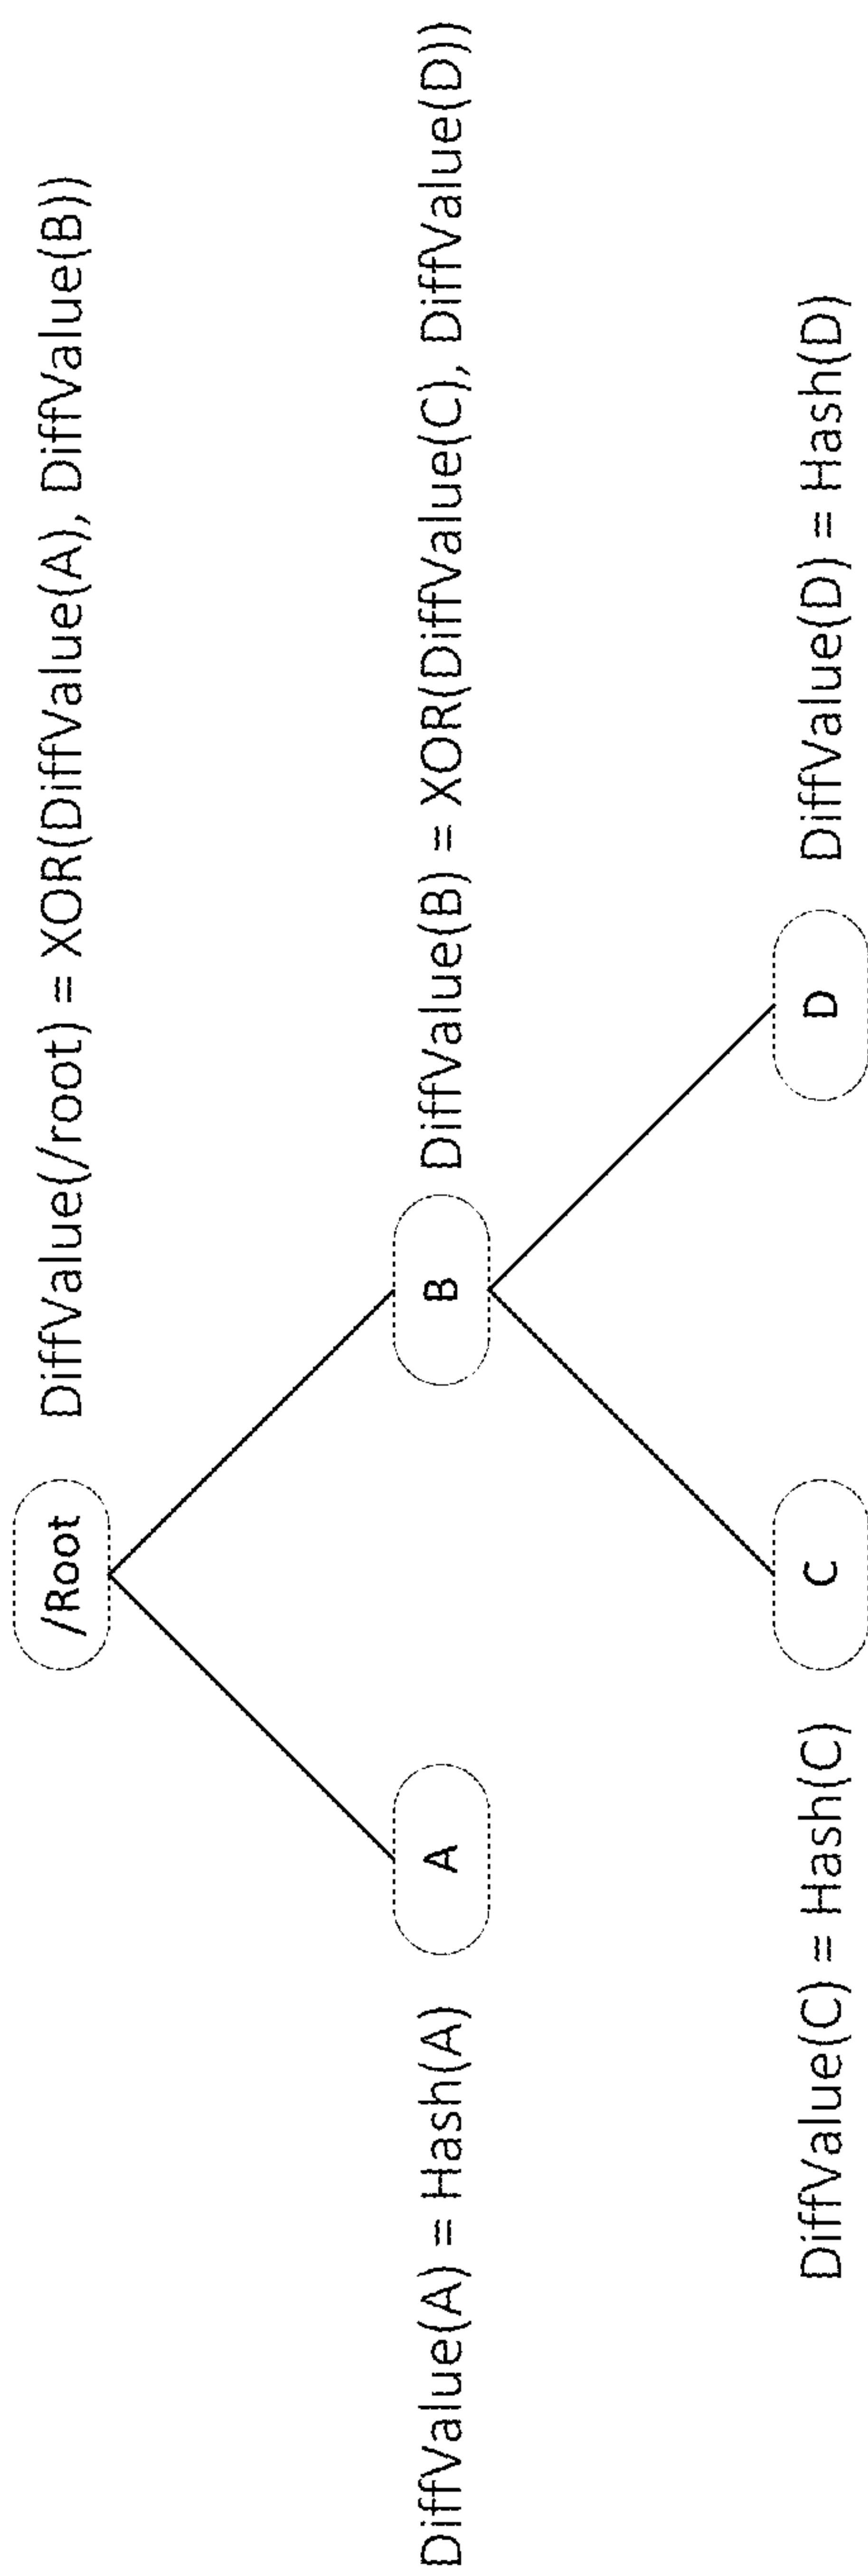 /Root DiffValue(/root) = XOR(DiffValue(A), DiffValue(B))
DiffValue(A) = Hash(A) A B DiffValue(B) = XOR(DiffValue(C), DiffValue(D))
DiffValue(C) = Hash(C) C D DiffValue(D) = Hash(D)